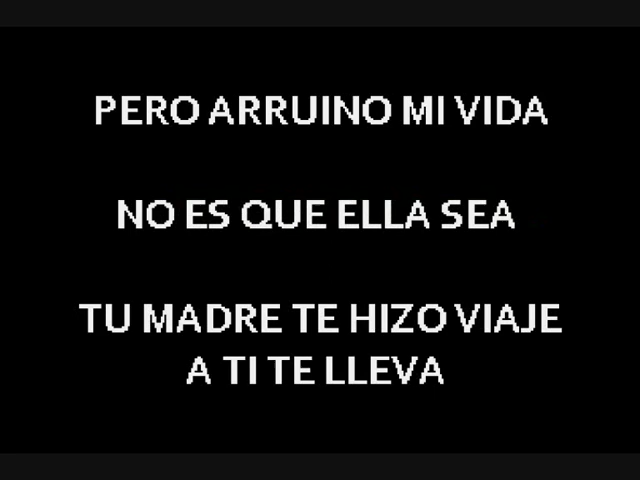 PERO ARRUINO MI VIDA
NO ES QUE ELLA SEA
TU MADRE TE HIZO VIAJE
A TI TE LLEVA